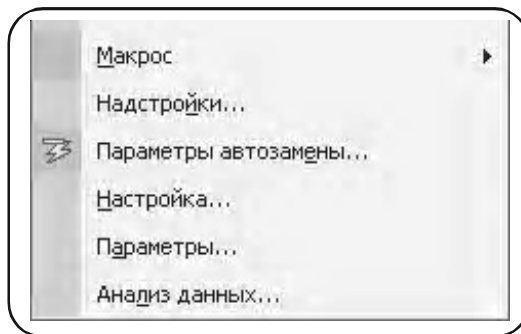 Макрос
Надстройки...
Параметры автозамены...
Настройка...
Параметры...
Анализ данных...